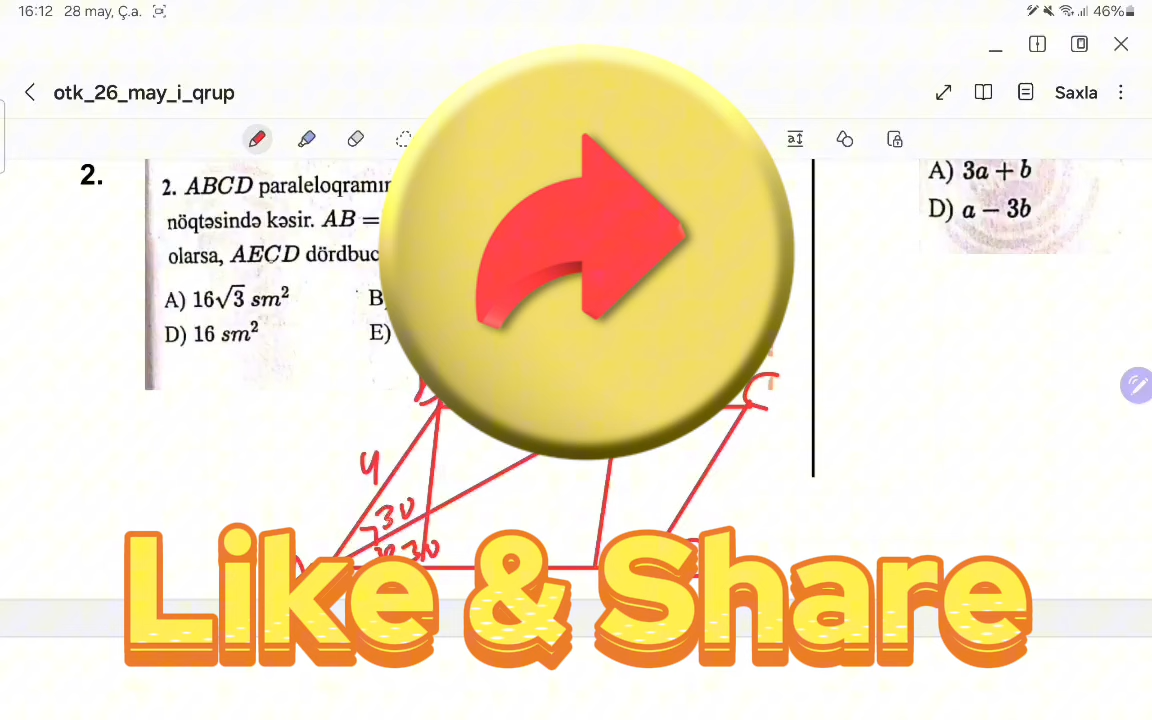 16:12 28 may, Ç.a. 46%
otk_26_may_i_qrup Saxla
2.
2. ABCD paraleloqramın
nöqtəsində kəsir. AB =
olarsa, AECD dördbuc
A) 16√3 sm²
B
D) 16 sm²
E)
A) 3a + b
D) a − 3b
C
4
30
30
Like & Share